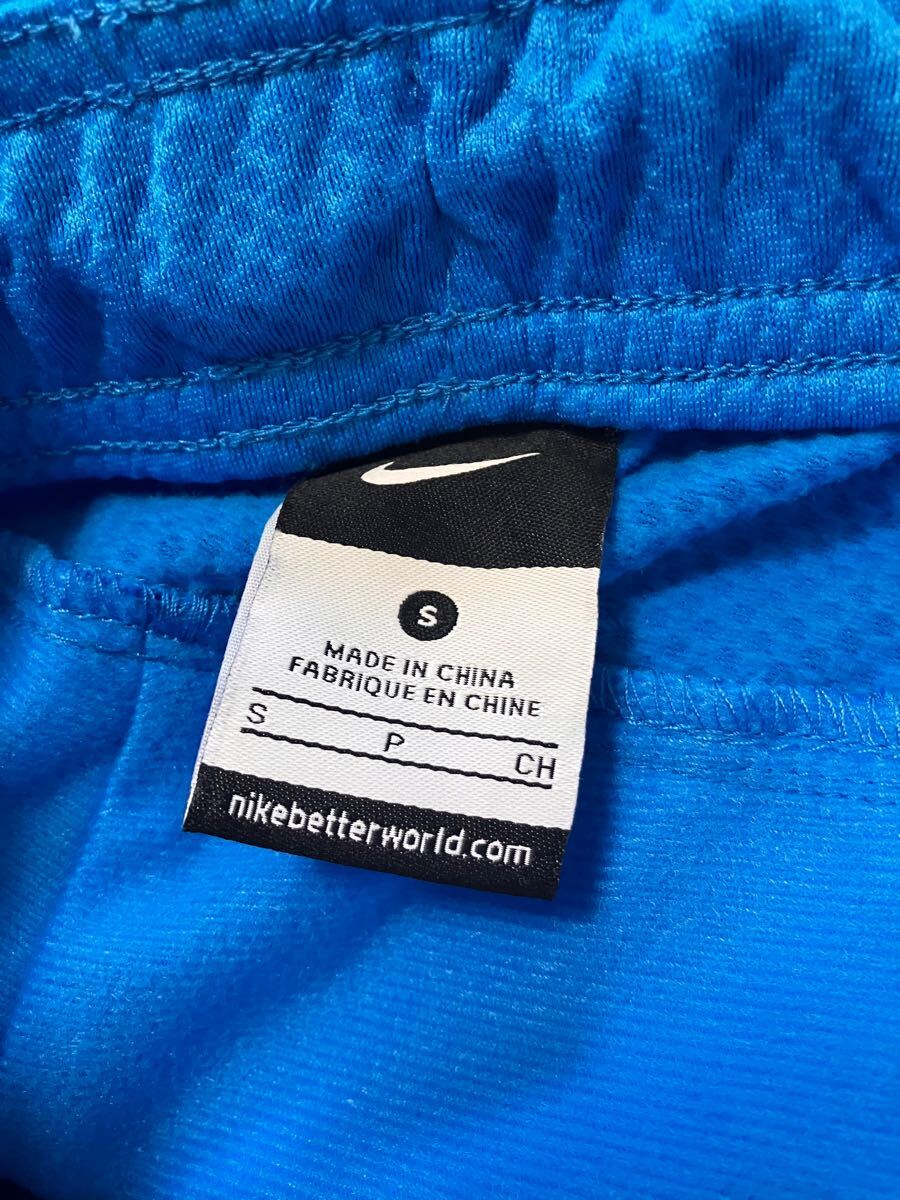 S
MADE IN CHINA
FABRIQUE EN CHINE
S P CH
nikebetterworld.com